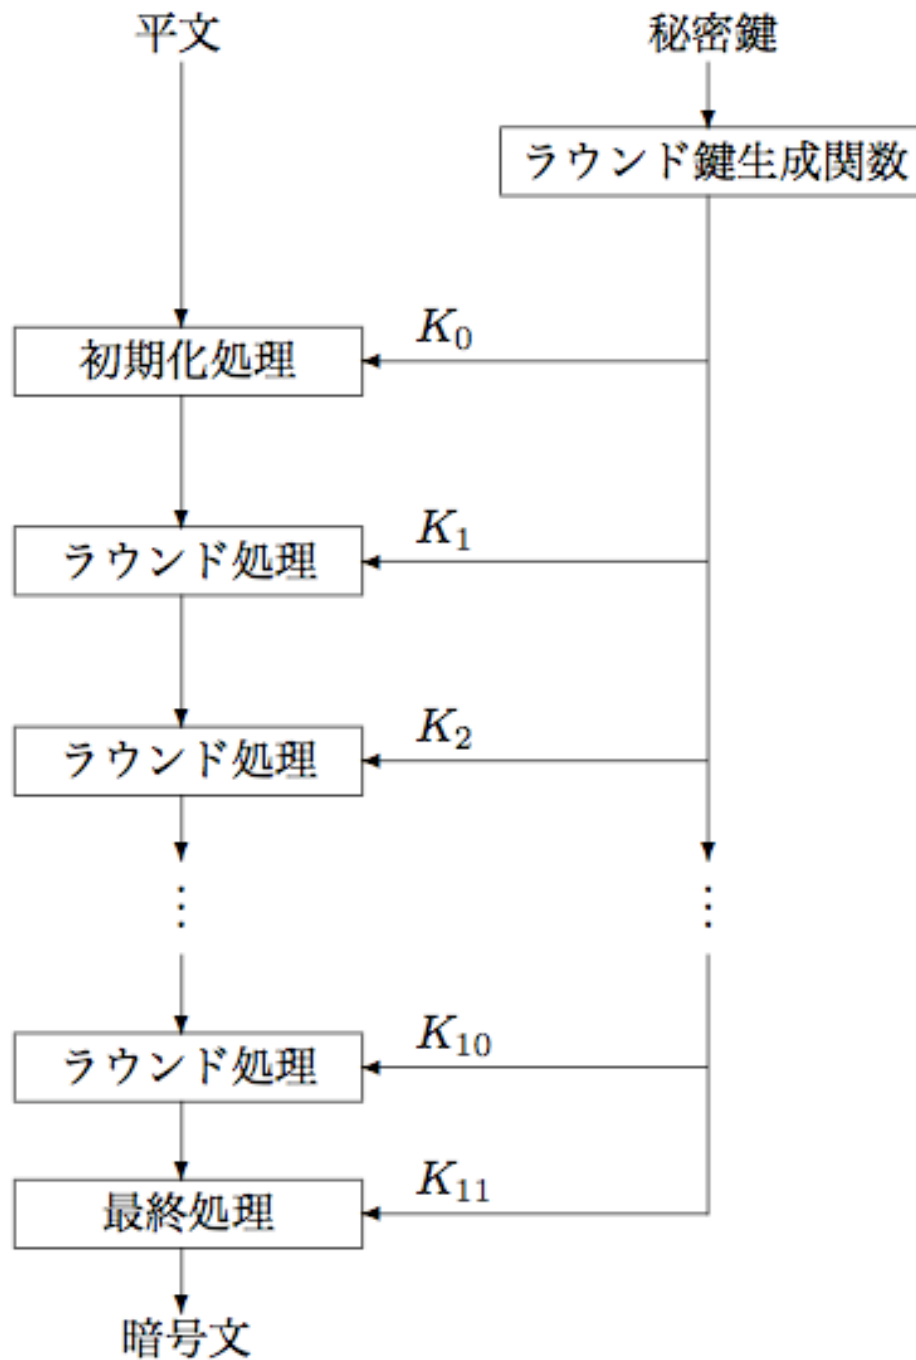 平文
秘密鍵
ラウンド鍵生成関数
K0
初期化処理
K1
ラウンド処理
K2
ラウンド処理
⋮
⋮
K10
ラウンド処理
K11
最終処理
暗号文